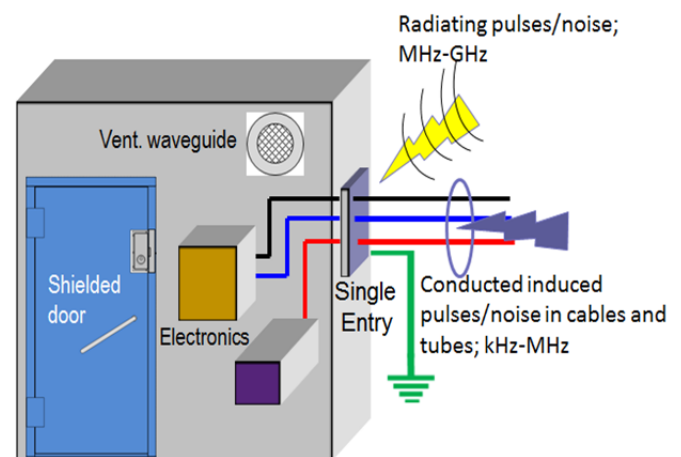 Radiating pulses/noise;
MHz-GHz
Vent. waveguide
Shielded
door
Electronics
Single
Entry
Conducted induced
pulses/noise in cables and
tubes; kHz-MHz